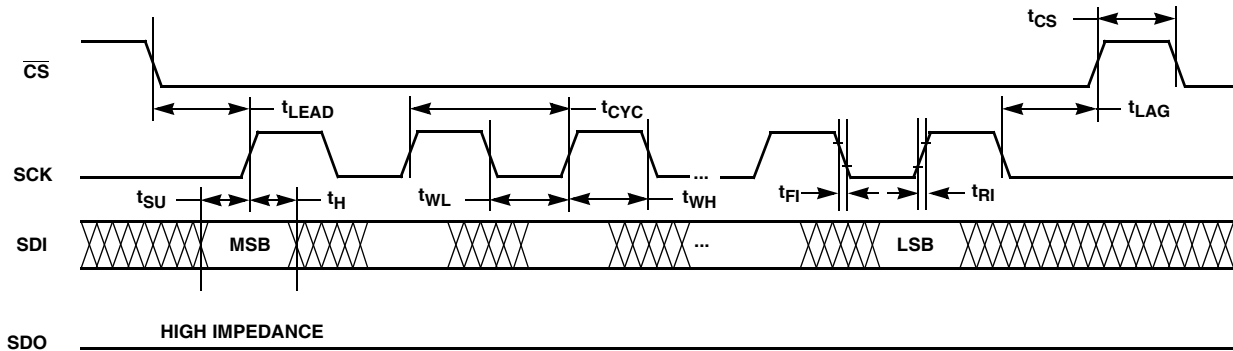 tCS
CS
tLEAD
tCYC
tLAG
SCK
...
tSU
tH
tWL
tWH
tFI
tRI
SDI
MSB
...
LSB
HIGH IMPEDANCE
SDO